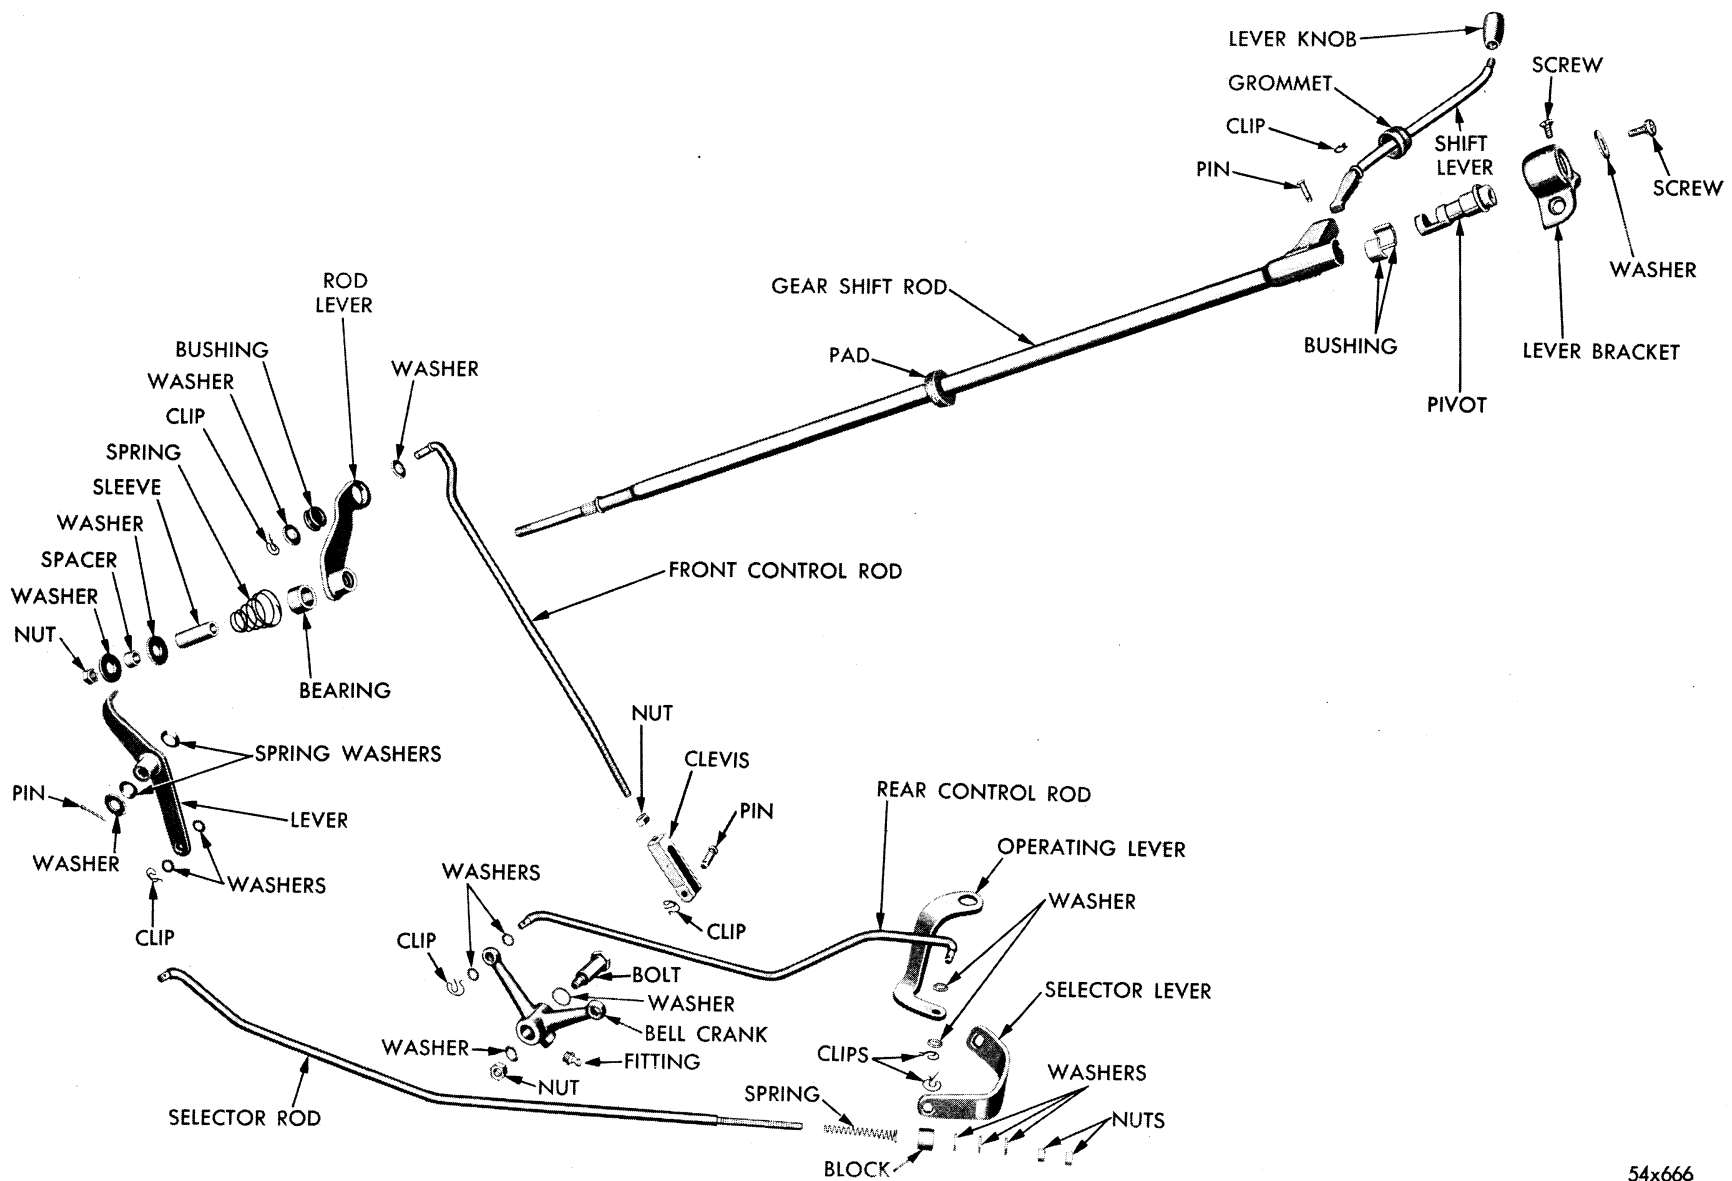 LEVER KNOB
SCREW
GROMMET
CLIP
SHIFT
LEVER
PIN
SCREW
WASHER
GEAR SHIFT ROD
BUSHING
LEVER BRACKET
PAD
PIVOT
ROD
LEVER
BUSHING
WASHER
WASHER
CLIP
SPRING
SLEEVE
WASHER
SPACER
WASHER
NUT
FRONT CONTROL ROD
BEARING
NUT
SPRING WASHERS
CLEVIS
PIN
LEVER
PIN
REAR CONTROL ROD
WASHER
WASHERS
OPERATING LEVER
WASHERS
WASHER
CLIP
CLIP
CLIP
BOLT
WASHER
SELECTOR LEVER
BELL CRANK
WASHER
FITTING
CLIPS
NUT
WASHERS
SPRING
SELECTOR ROD
NUTS
BLOCK
54x666